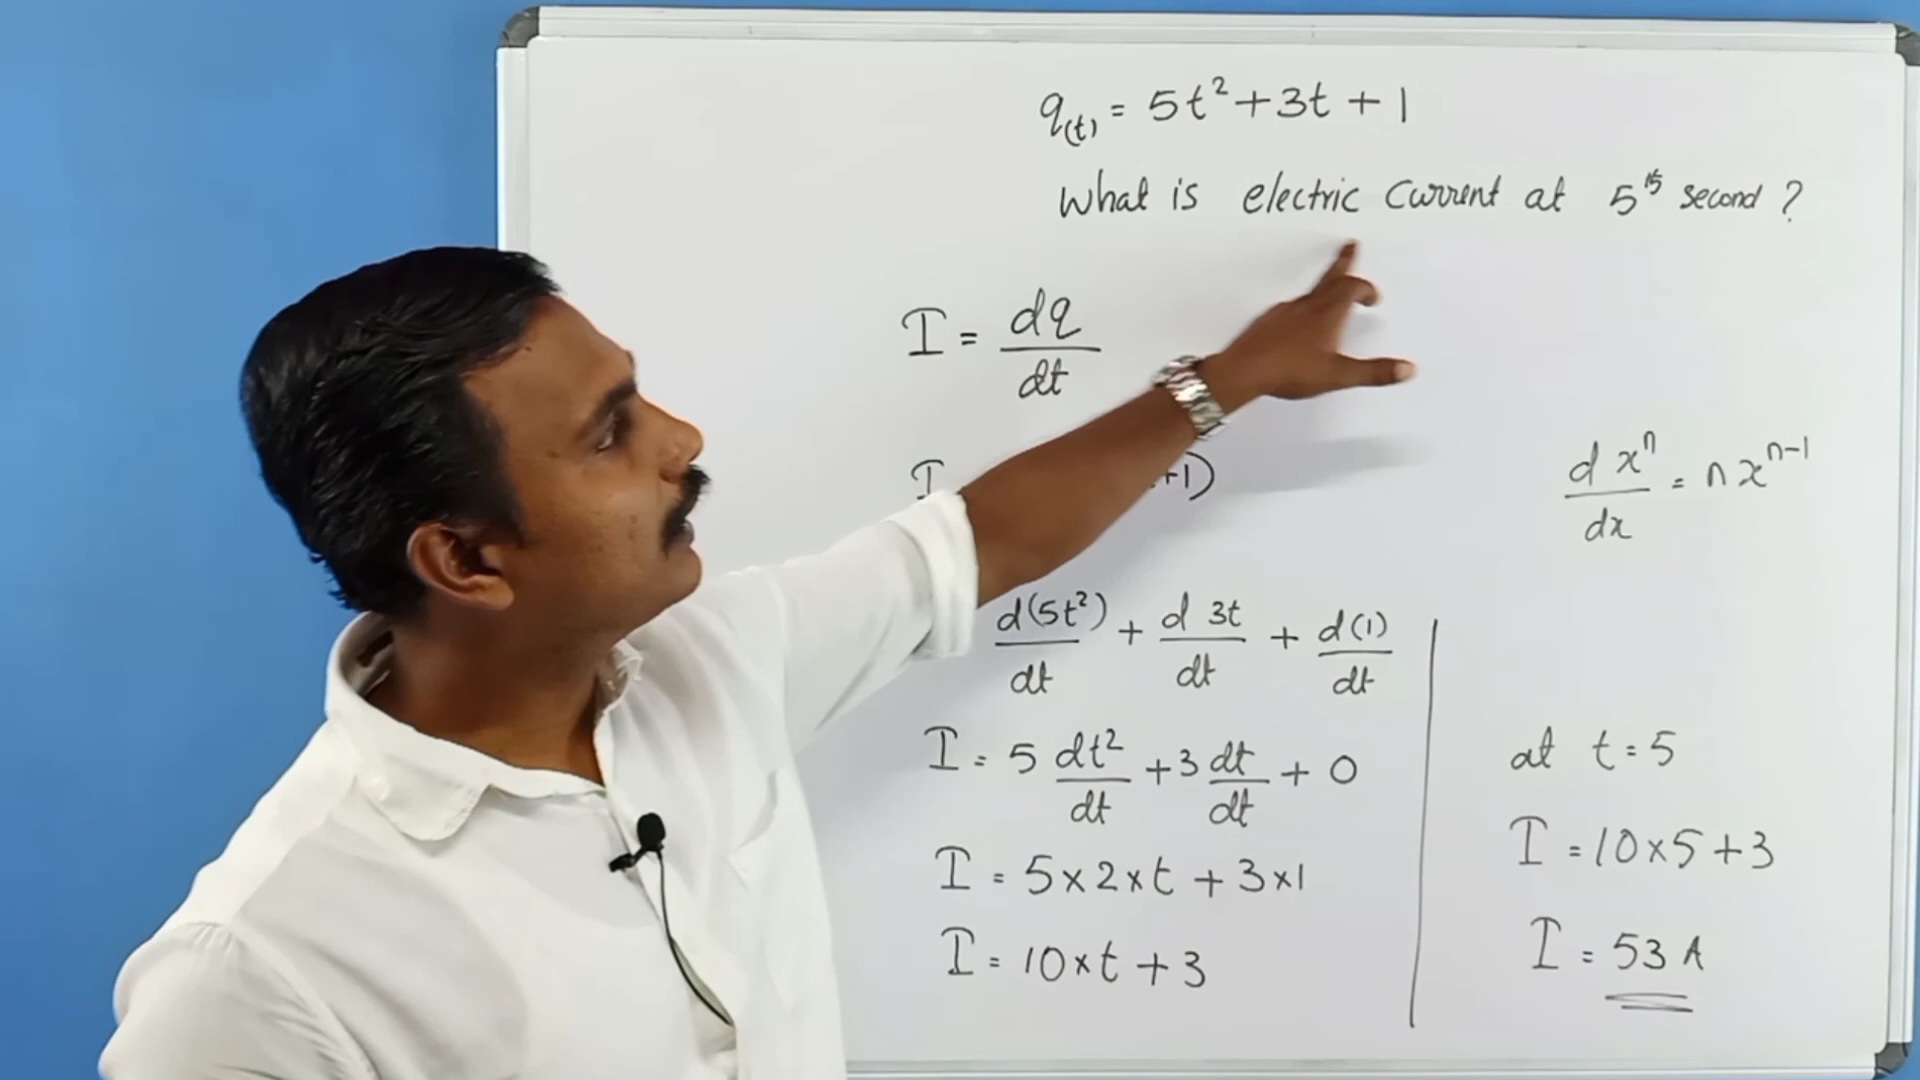 q(t) = 5t² + 3t + 1
What is electric current at 5th second ?
I = dq/dt
I +1)
dxⁿ/dx = nxⁿ⁻¹
d(5t²)/dt + d 3t/dt + d(1)/dt
I = 5 dt²/dt + 3 dt/dt + 0
I = 5×2×t + 3×1
I = 10×t + 3
at t = 5
I = 10×5+3
I = 53 A